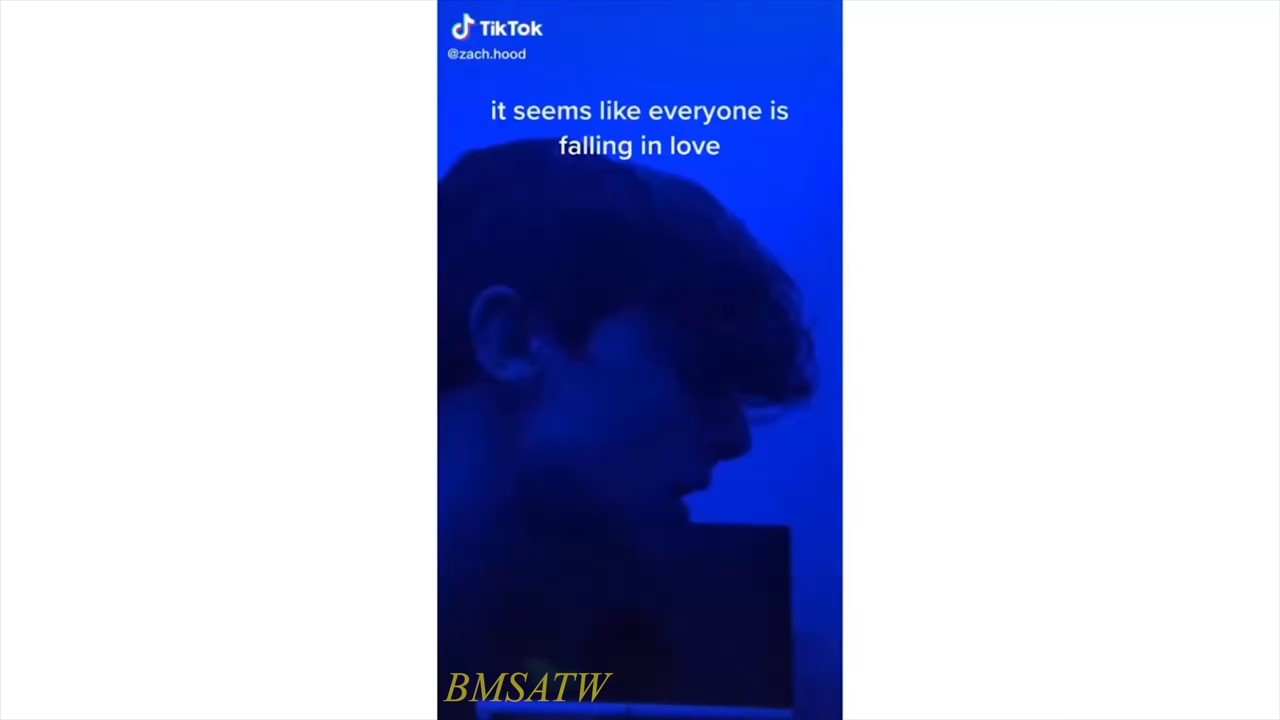 TikTok
@zach.hood
it seems like everyone is
falling in love
BMSATW